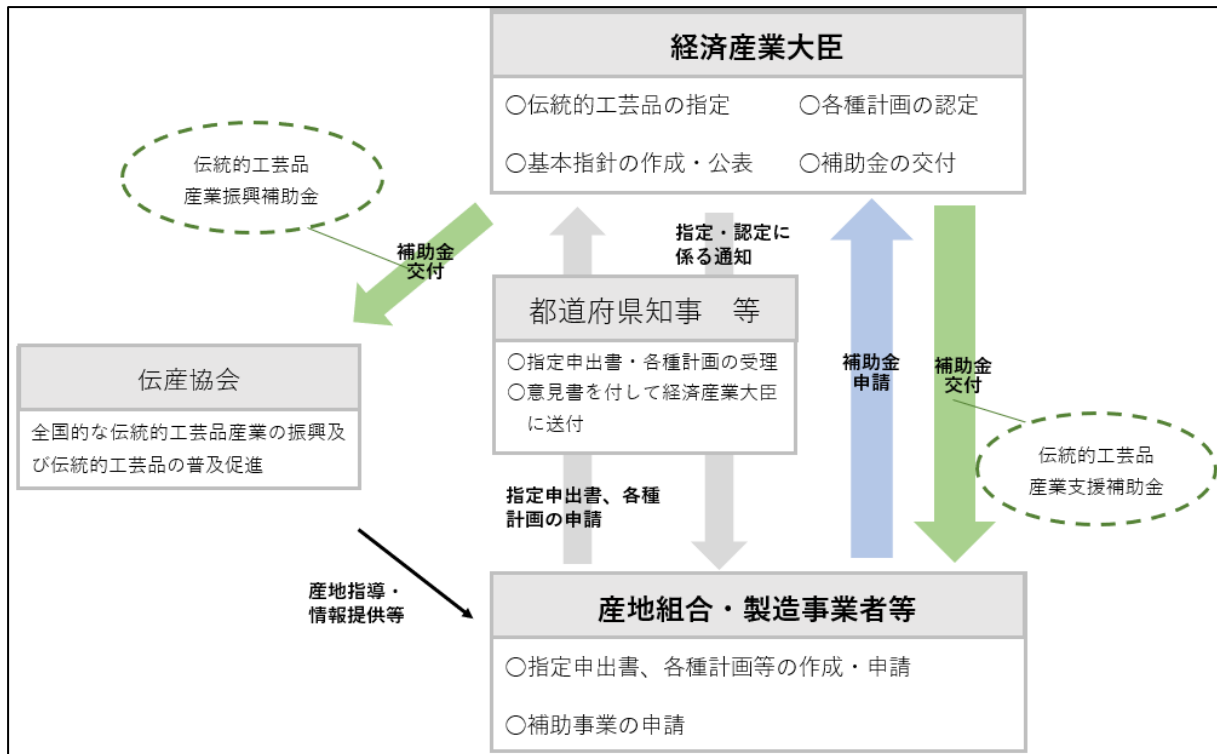 経済産業大臣
〇伝統的工芸品の指定　〇各種計画の認定
〇基本指針の作成・公表　〇補助金の交付
伝統的工芸品
産業振興補助金
補助金
交付
指定・認定に
係る通知
都道府県知事　等
〇指定申出書・各種計画の受理
〇意見書を付して経済産業大臣
に送付
補助金
申請
補助金
交付
伝産協会
全国的な伝統的工芸品産業の振興及
び伝統的工芸品の普及促進
伝統的工芸品
産業支援補助金
指定申出書、各種
計画の申請
産地指導・
情報提供等
産地組合・製造事業者等
〇指定申出書、各種計画等の作成・申請
〇補助事業の申請